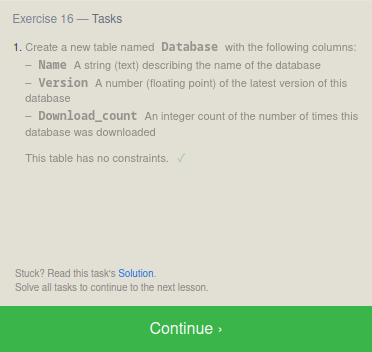 Exercise 16 — Tasks
1. Create a new table named Database with the following columns:
– Name A string (text) describing the name of the database
– Version A number (floating point) of the latest version of this
database
– Download_count An integer count of the number of times this
database was downloaded
This table has no constraints. ✓
Stuck? Read this task's Solution.
Solve all tasks to continue to the next lesson.
Continue ›